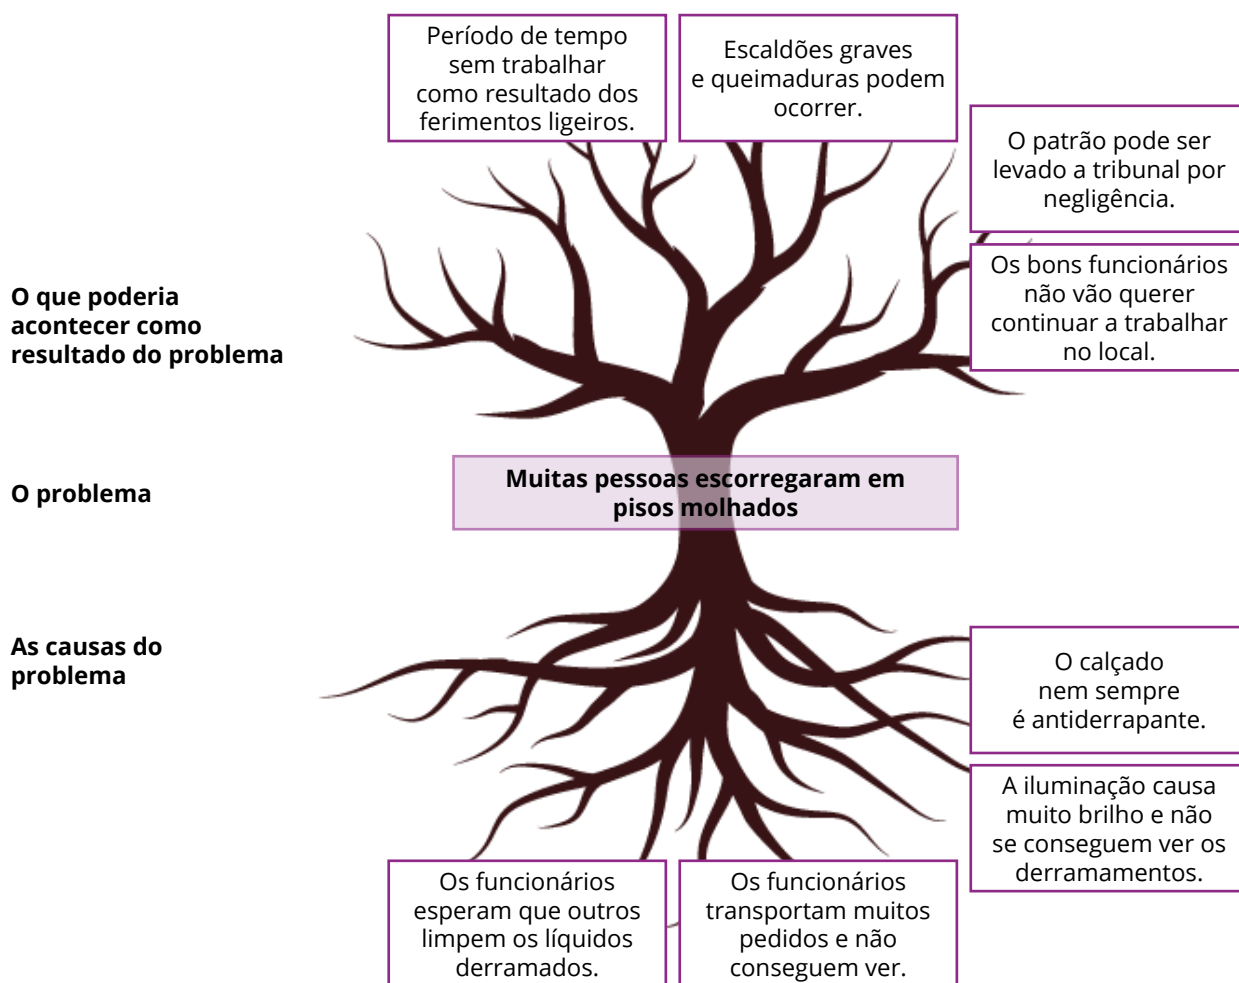 Período de tempo
sem trabalhar
como resultado dos
ferimentos ligeiros.
Escaldões graves
e queimaduras podem
ocorrer.
O patrão pode ser
levado a tribunal por
negligência.
Os bons funcionários
não vão querer
continuar a trabalhar
no local.
O que poderia
acontecer como
resultado do problema
O problema
Muitas pessoas escorregaram em
pisos molhados
As causas do
problema
O calçado
nem sempre
é antiderrapante.
A iluminação causa
muito brilho e não
se conseguem ver os
derramamentos.
Os funcionários
esperam que outros
limpem os líquidos
derramados.
Os funcionários
transportam muitos
pedidos e não
conseguem ver.